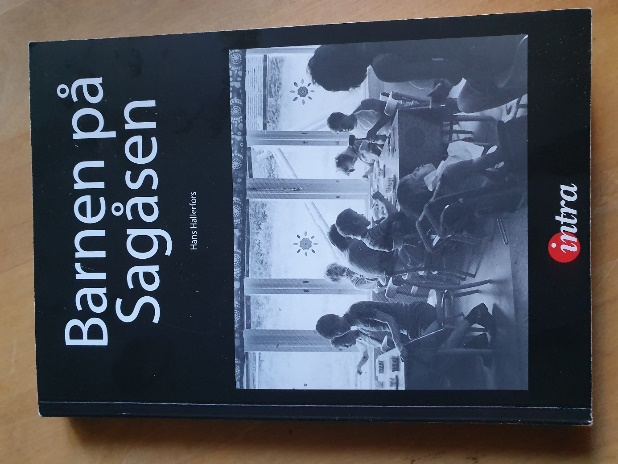 Barnen på
Sagåsen
Hans Hallerfors
intra